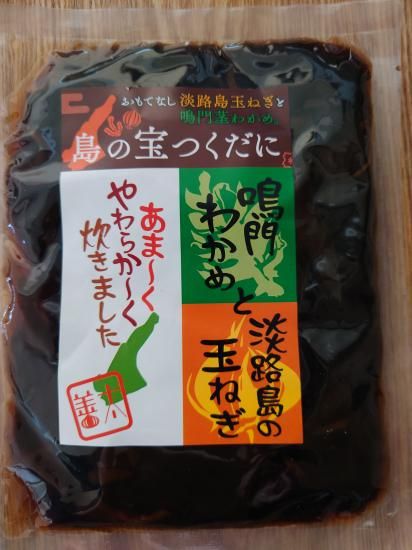 おもてなし 淡路島玉ねぎと
鳴門茎わかめの
島の宝つくだに
鳴門
わかめ
と
淡路島の
玉ねぎ
あま〜く
やわらか〜く
炊きました